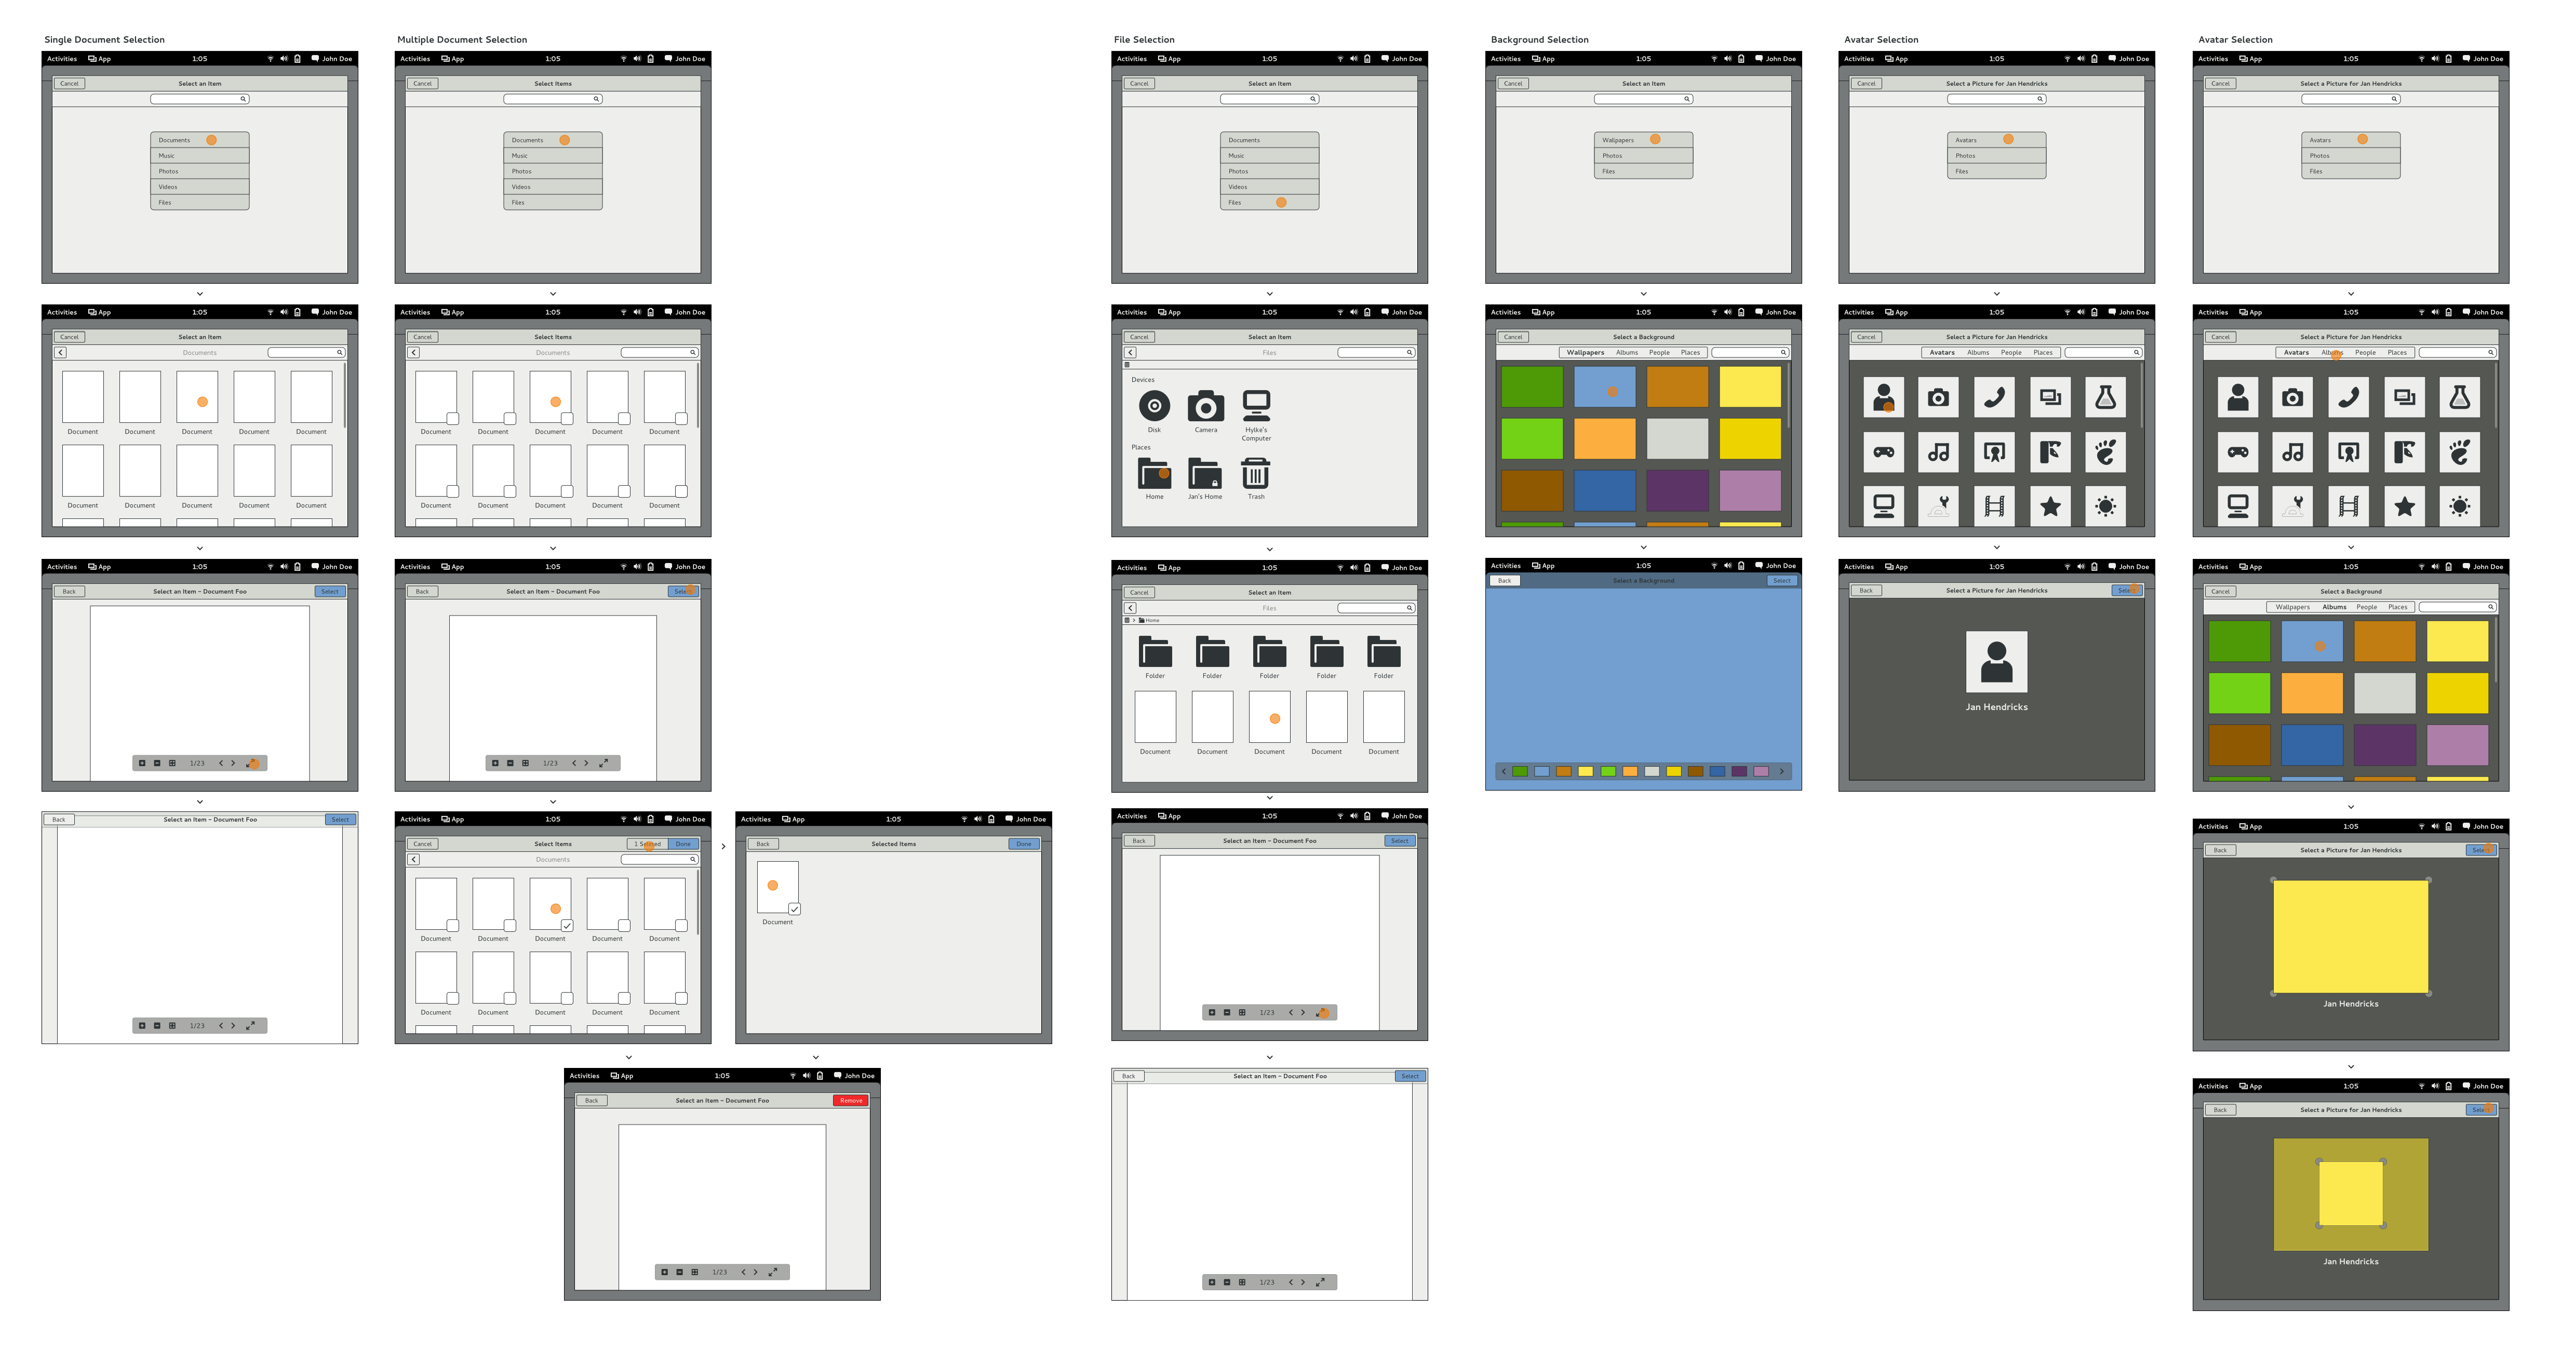 Single Document Selection
Activities App 1:05 John Doe
Cancel Select an Item
Documents
Music
Photos
Videos
Files
Activities App 1:05 John Doe
Cancel Select an Item
Documents
Document Document Document Document Document
Document Document Document Document Document
Activities App 1:05 John Doe
Back Select an Item – Document Foo Select
1/23
Back Select an Item – Document Foo Select
1/23
Multiple Document Selection
Activities App 1:05 John Doe
Cancel Select Items
Documents
Music
Photos
Videos
Files
Activities App 1:05 John Doe
Cancel Select Items
Documents
Document Document Document Document Document
Document Document Document Document Document
Activities App 1:05 John Doe
Back Select an Item – Document Foo Select
1/23
Activities App 1:05 John Doe
Cancel Select Items 1 Selected Done
Documents
Document Document Document Document Document
Document Document Document Document Document
Activities App 1:05 John Doe
Back Selected Items Done
Document
Activities App 1:05 John Doe
Back Select an Item – Document Foo Remove
1/23
File Selection
Activities App 1:05 John Doe
Cancel Select an Item
Documents
Music
Photos
Videos
Files
Activities App 1:05 John Doe
Cancel Select an Item
Files
Devices
Disk Camera Hylke's
Computer
Places
Home Jan's Home Trash
Activities App 1:05 John Doe
Cancel Select an Item
Files
Home
Folder Folder Folder Folder Folder
Document Document Document Document Document
Activities App 1:05 John Doe
Back Select an Item – Document Foo Select
1/23
Back Select an Item – Document Foo Select
1/23
Background Selection
Activities App 1:05 John Doe
Cancel Select an Item
Wallpapers
Photos
Files
Activities App 1:05 John Doe
Cancel Select a Background
Wallpapers Albums People Places
Activities App 1:05 John Doe
Back Select a Background Select
Avatar Selection
Activities App 1:05 John Doe
Cancel Select a Picture for Jan Hendricks
Avatars
Photos
Files
Activities App 1:05 John Doe
Cancel Select a Picture for Jan Hendricks
Avatars Albums People Places
Activities App 1:05 John Doe
Back Select a Picture for Jan Hendricks Select
Jan Hendricks
Avatar Selection
Activities App 1:05 John Doe
Cancel Select a Picture for Jan Hendricks
Avatars
Photos
Files
Activities App 1:05 John Doe
Cancel Select a Picture for Jan Hendricks
Avatars Albums People Places
Activities App 1:05 John Doe
Cancel Select a Background
Wallpapers Albums People Places
Activities App 1:05 John Doe
Back Select a Picture for Jan Hendricks Select
Jan Hendricks
Activities App 1:05 John Doe
Back Select a Picture for Jan Hendricks Select
Jan Hendricks